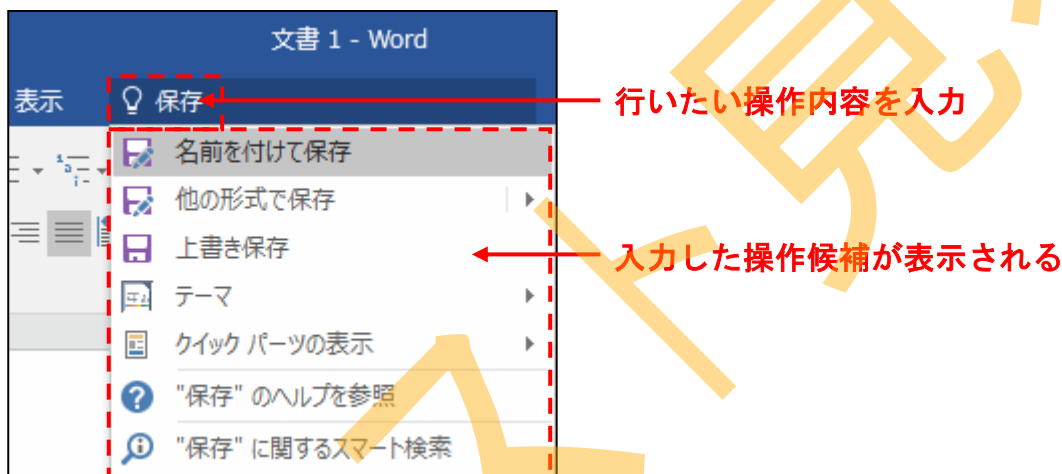 文書 1 - Word
表示
保存
行いたい操作内容を入力
名前を付けて保存
他の形式で保存
上書き保存
入力した操作候補が表示される
テーマ
クイック パーツの表示
"保存" のヘルプを参照
"保存" に関するスマート検索